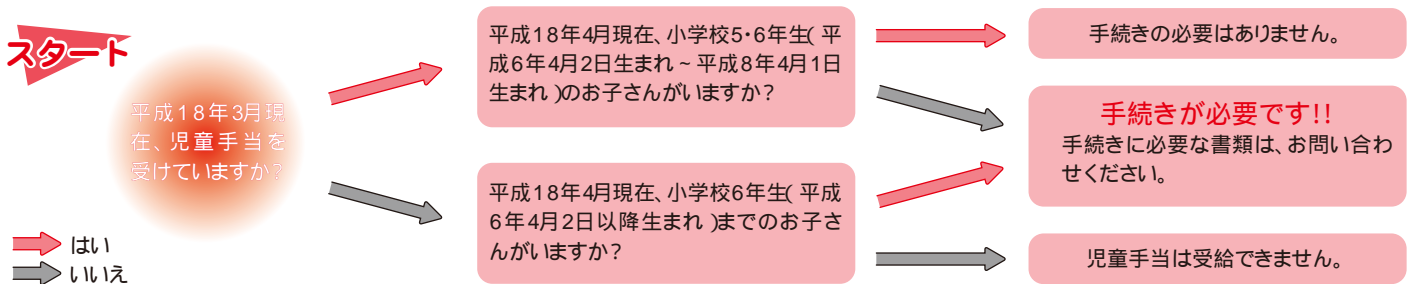 スタート
平成18年3月現
在、児童手当を
受けていますか?
はい
いいえ
平成18年4月現在、小学校5・6年生( 平
成6年4月2日生まれ ~ 平成8年4月1日
生まれ )のお子さんがいますか?
平成18年4月現在、小学校6年生( 平成
6年4月2日以降生まれ )までのお子さ
んがいますか?
手続きの必要はありません。
手続きが必要です!!
手続きに必要な書類は、お問い合わ
せください。
児童手当は受給できません。